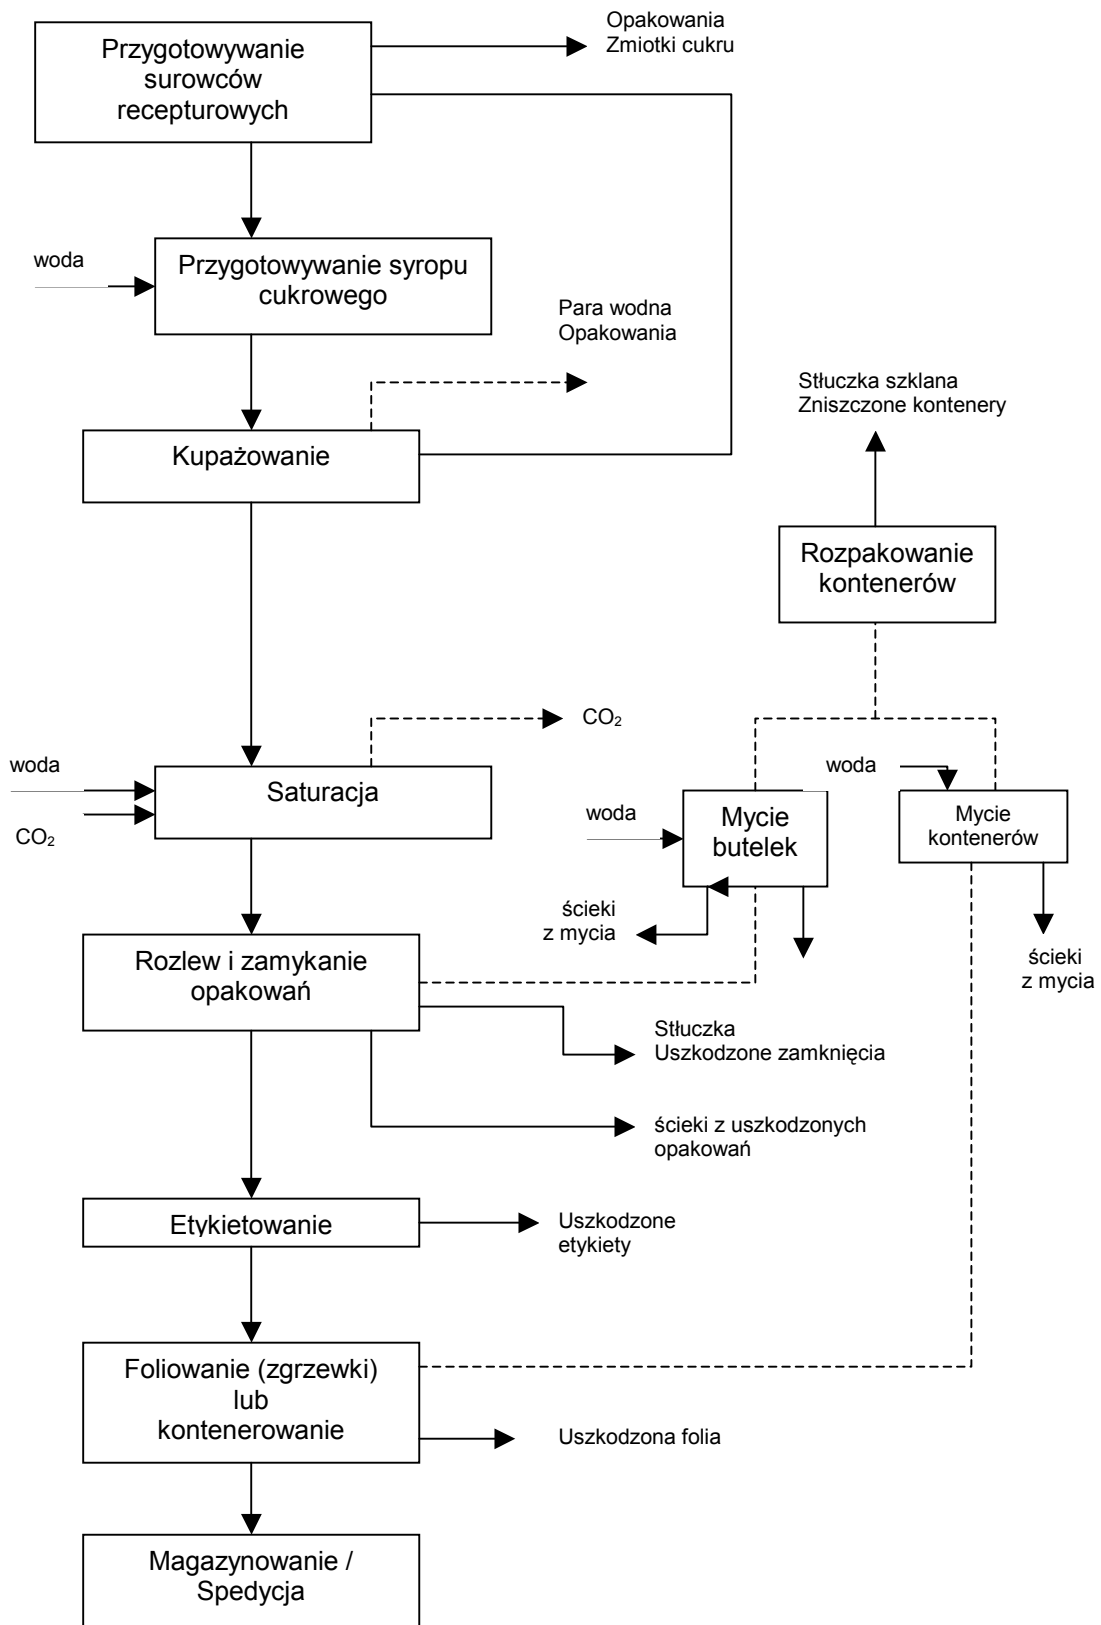 Opakowania
Zmiotki cukru
Przygotowywanie
surowców
recepturowych
woda
Przygotowywanie syropu
cukrowego
Para wodna
Opakowania
Kupażowanie
Stłuczka szklana
Zniszczone kontenery
Rozpakowanie
kontenerów
CO₂
woda
CO₂
Saturacja
woda
Mycie
butelek
woda
Mycie
kontenerów
ścieki
z mycia
ścieki
z mycia
Rozlew i zamykanie
opakowań
Stłuczka
Uszkodzone zamknięcia
ścieki z uszkodzonych
opakowań
Etykietowanie
Uszkodzone
etykiety
Foliowanie (zgrzewki)
lub
kontenerowanie
Uszkodzona folia
Magazynowanie /
Spedycja